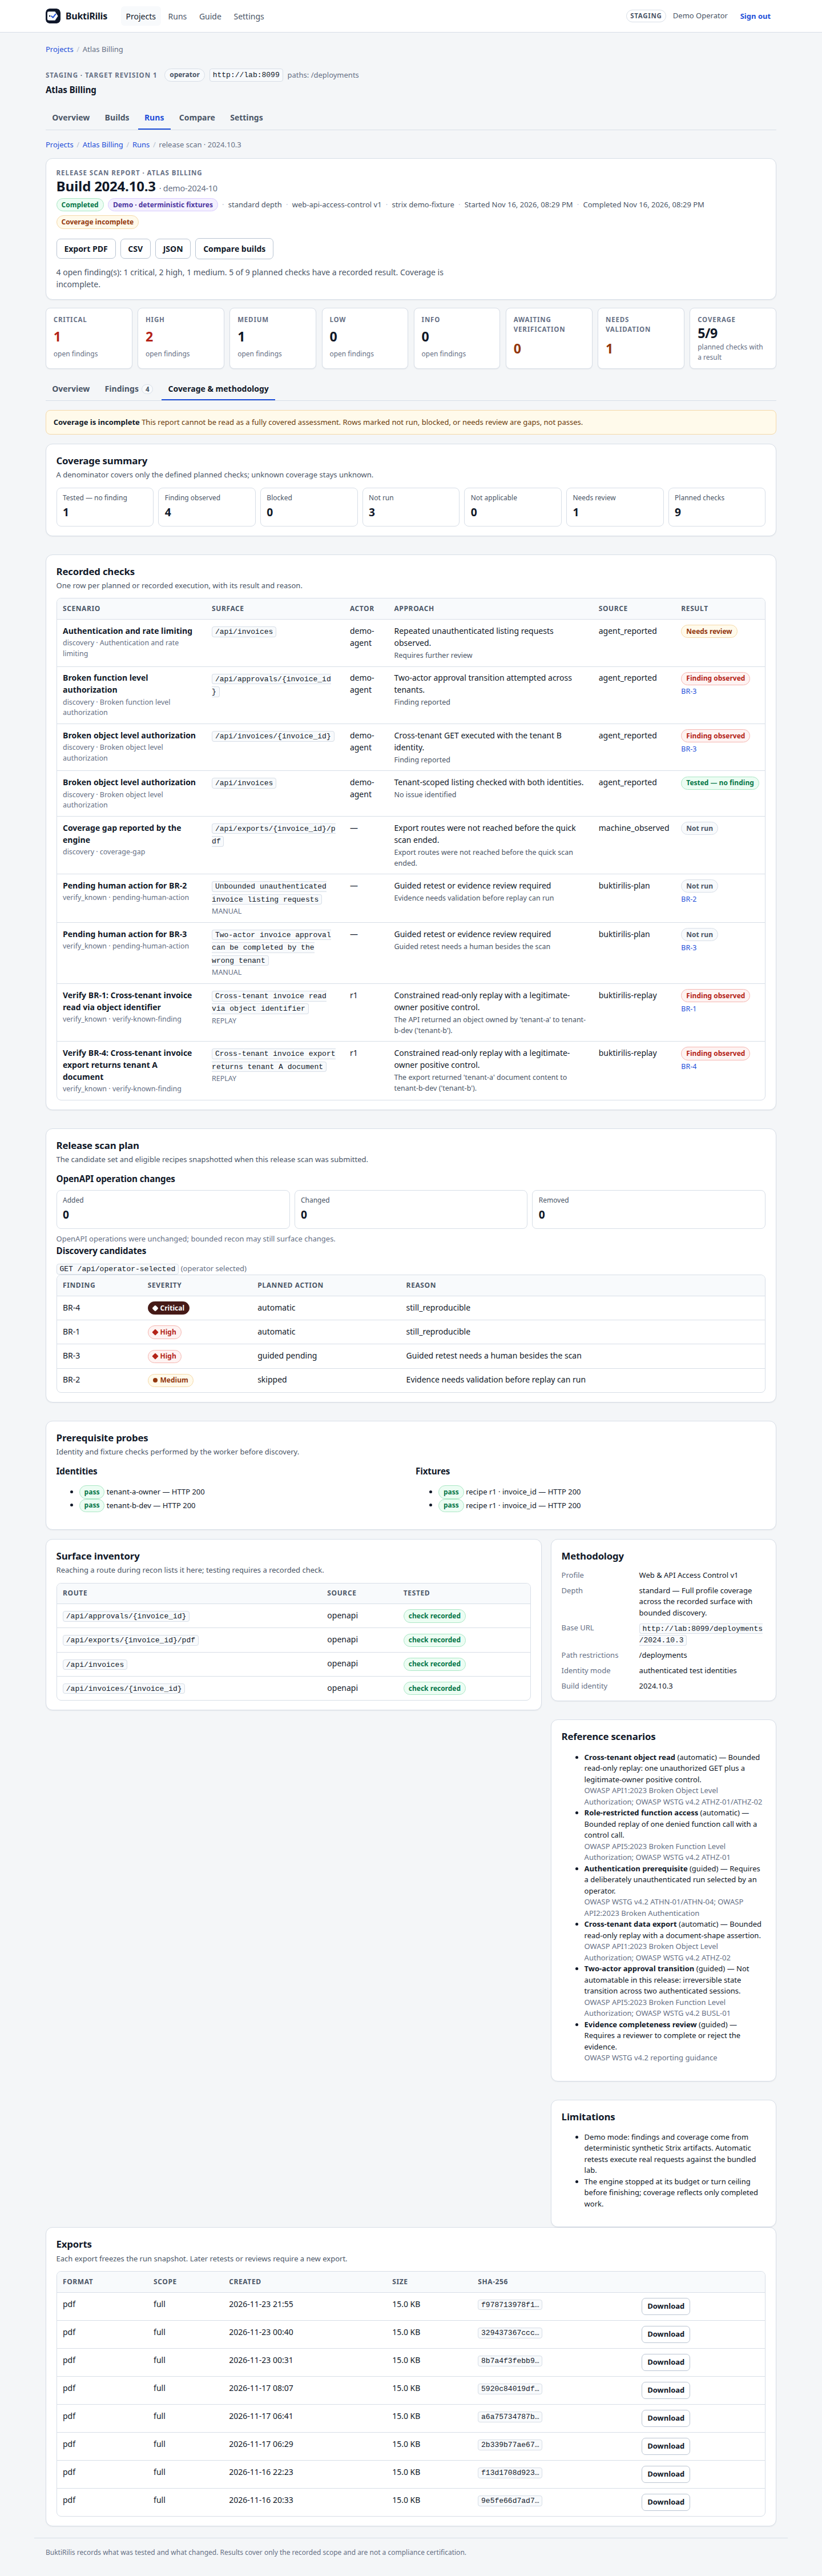 BuktiRilis
Projects
Runs
Guide
Settings
STAGING
Demo Operator
Sign out
Projects / Atlas Billing
STAGING · TARGET REVISION 1
operator
http://lab:8099
paths: /deployments
Atlas Billing
Overview
Builds
Runs
Compare
Settings
Projects / Atlas Billing / Runs / release scan · 2024.10.3
RELEASE SCAN REPORT · ATLAS BILLING
Build 2024.10.3 · demo-2024-10
Completed
Demo · deterministic fixtures
· standard depth · web-api-access-control v1 · strix demo-fixture · Started Nov 16, 2026, 08:29 PM · Completed Nov 16, 2026, 08:29 PM
Coverage incomplete
Export PDF
CSV
JSON
Compare builds
4 open finding(s): 1 critical, 2 high, 1 medium. 5 of 9 planned checks have a recorded result. Coverage is
incomplete.
CRITICAL
1
open findings
HIGH
2
open findings
MEDIUM
1
open findings
LOW
0
open findings
INFO
0
open findings
AWAITING
VERIFICATION
0
NEEDS
VALIDATION
1
COVERAGE
5/9
planned checks with
a result
Overview
Findings 4
Coverage & methodology
Coverage is incomplete This report cannot be read as a fully covered assessment. Rows marked not run, blocked, or needs review are gaps, not passes.
Coverage summary
A denominator covers only the defined planned checks; unknown coverage stays unknown.
Tested — no finding
1
Finding observed
4
Blocked
0
Not run
3
Not applicable
0
Needs review
1
Planned checks
9
Recorded checks
One row per planned or recorded execution, with its result and reason.
SCENARIO SURFACE ACTOR APPROACH SOURCE RESULT
Authentication and rate limiting
discovery · Authentication and rate
limiting
/api/invoices
demo-
agent
Repeated unauthenticated listing requests
observed.
Requires further review
agent_reported
Needs review
Broken function level
authorization
discovery · Broken function level
authorization
/api/approvals/{invoice_id
}
demo-
agent
Two-actor approval transition attempted across
tenants.
Finding reported
agent_reported
Finding observed
BR-3
Broken object level authorization
discovery · Broken object level
authorization
/api/invoices/{invoice_id}
demo-
agent
Cross-tenant GET executed with the tenant B
identity.
Finding reported
agent_reported
Finding observed
BR-3
Broken object level authorization
discovery · Broken object level
authorization
/api/invoices
demo-
agent
Tenant-scoped listing checked with both identities.
No issue identified
agent_reported
Tested — no finding
Coverage gap reported by the
engine
discovery · coverage-gap
/api/exports/{invoice_id}/p
df
—
Export routes were not reached before the quick
scan ended.
Export routes were not reached before the quick scan
ended.
machine_observed
Not run
Pending human action for BR-2
verify_known · pending-human-action
Unbounded unauthenticated
invoice listing requests
MANUAL
—
Guided retest or evidence review required
Evidence needs validation before replay can run
buktirilis-plan
Not run
BR-2
Pending human action for BR-3
verify_known · pending-human-action
Two-actor invoice approval
can be completed by the
wrong tenant
MANUAL
—
Guided retest or evidence review required
Guided retest needs a human besides the scan
buktirilis-plan
Not run
BR-3
Verify BR-1: Cross-tenant invoice
read via object identifier
verify_known · verify-known-finding
Cross-tenant invoice read
via object identifier
REPLAY
r1
Constrained read-only replay with a legitimate-
owner positive control.
The API returned an object owned by 'tenant-a' to tenant-
b-dev ('tenant-b').
buktirilis-replay
Finding observed
BR-1
Verify BR-4: Cross-tenant invoice
export returns tenant A
document
verify_known · verify-known-finding
Cross-tenant invoice export
returns tenant A document
REPLAY
r1
Constrained read-only replay with a legitimate-
owner positive control.
The export returned 'tenant-a' document content to
tenant-b-dev ('tenant-b').
buktirilis-replay
Finding observed
BR-4
Release scan plan
The candidate set and eligible recipes snapshotted when this release scan was submitted.
OpenAPI operation changes
Added
0
Changed
0
Removed
0
OpenAPI operations were unchanged; bounded recon may still surface changes.
Discovery candidates
GET /api/operator-selected (operator selected)
FINDING SEVERITY PLANNED ACTION REASON
BR-4 Critical automatic still_reproducible
BR-1 High automatic still_reproducible
BR-3 High guided pending Guided retest needs a human besides the scan
BR-2 Medium skipped Evidence needs validation before replay can run
Prerequisite probes
Identity and fixture checks performed by the worker before discovery.
Identities
pass tenant-a-owner — HTTP 200
pass tenant-b-dev — HTTP 200
Fixtures
pass recipe r1 · invoice_id — HTTP 200
pass recipe r1 · invoice_id — HTTP 200
Surface inventory
Reaching a route during recon lists it here; testing requires a recorded check.
ROUTE SOURCE TESTED
/api/approvals/{invoice_id} openapi check recorded
/api/exports/{invoice_id}/pdf openapi check recorded
/api/invoices openapi check recorded
/api/invoices/{invoice_id} openapi check recorded
Methodology
Profile Web & API Access Control v1
Depth standard — Full profile coverage
across the recorded surface with
bounded discovery.
Base URL http://lab:8099/deployments
/2024.10.3
Path restrictions /deployments
Identity mode authenticated test identities
Build identity 2024.10.3
Reference scenarios
Cross-tenant object read (automatic) — Bounded
read-only replay: one unauthorized GET plus a
legitimate-owner positive control.
OWASP API1:2023 Broken Object Level
Authorization; OWASP WSTG v4.2 ATHZ-01/ATHZ-02
Role-restricted function access (automatic) —
Bounded replay of one denied function call with a
control call.
OWASP API5:2023 Broken Function Level
Authorization; OWASP WSTG v4.2 ATHZ-01
Authentication prerequisite (guided) — Requires
a deliberately unauthenticated run selected by an
operator.
OWASP WSTG v4.2 ATHN-01/ATHN-04; OWASP
API2:2023 Broken Authentication
Cross-tenant data export (automatic) — Bounded
read-only replay with a document-shape assertion.
OWASP API1:2023 Broken Object Level
Authorization; OWASP WSTG v4.2 ATHZ-02
Two-actor approval transition (guided) — Not
automatable in this release: irreversible state
transition across two authenticated sessions.
OWASP API5:2023 Broken Function Level
Authorization; OWASP WSTG v4.2 BUSL-01
Evidence completeness review (guided) —
Requires a reviewer to complete or reject the
evidence.
OWASP WSTG v4.2 reporting guidance
Limitations
Demo mode: findings and coverage come from
deterministic synthetic Strix artifacts. Automatic
retests execute real requests against the bundled
lab.
The engine stopped at its budget or turn ceiling
before finishing; coverage reflects only completed
work.
Exports
Each export freezes the run snapshot. Later retests or reviews require a new export.
FORMAT SCOPE CREATED SIZE SHA-256
pdf full 2026-11-23 21:55 15.0 KB f978713978f1… Download
pdf full 2026-11-23 00:40 15.0 KB 329437367ccc… Download
pdf full 2026-11-23 00:31 15.0 KB 8b7a4f3febb9… Download
pdf full 2026-11-17 08:07 15.0 KB 5920c84019df… Download
pdf full 2026-11-17 06:41 15.0 KB a6a75734787b… Download
pdf full 2026-11-17 06:29 15.0 KB 2b339b77ae67… Download
pdf full 2026-11-16 22:23 15.0 KB f13d1708d923… Download
pdf full 2026-11-16 20:33 15.0 KB 9e5fe66d7ad7… Download
BuktiRilis records what was tested and what changed. Results cover only the recorded scope and are not a compliance certification.